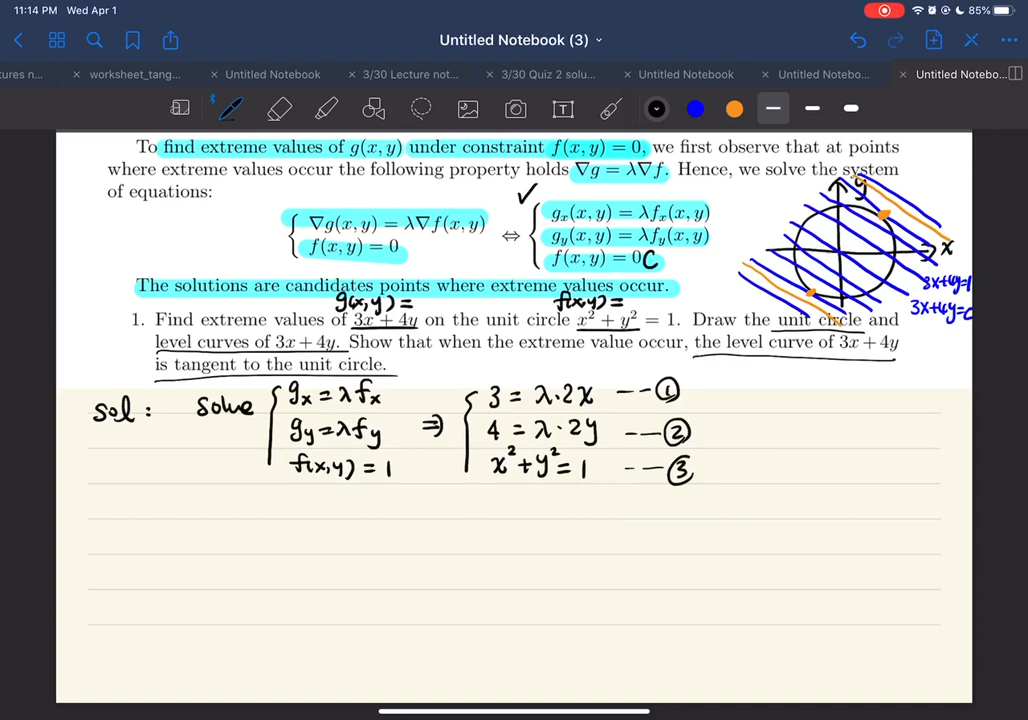 11:14 PM Wed Apr 1
85%
Untitled Notebook (3)
tures n...
worksheet_tang...
Untitled Notebook
3/30 Lecture not...
3/30 Quiz 2 solu...
Untitled Notebook
Untitled Notebo...
Untitled Notebo...
To find extreme values of g(x, y) under constraint f(x, y) = 0, we first observe that at points
where extreme values occur the following property holds ∇g = λ∇f. Hence, we solve the system
of equations:
{ ∇g(x, y) = λ∇f(x, y)
f(x, y) = 0
⇔
{ gₓ(x, y) = λfₓ(x, y)
g_y(x, y) = λf_y(x, y)
f(x, y) = 0 C
y
x
3x+4y=1
3x+4y=C
The solutions are candidates points where extreme values occur.
g(x,y) = f(x,y) =
1. Find extreme values of 3x + 4y on the unit circle x² + y² = 1. Draw the unit circle and
level curves of 3x + 4y. Show that when the extreme value occur, the level curve of 3x + 4y
is tangent to the unit circle.
Sol: Solve { gₓ = λfₓ
g_y = λf_y
f(x,y) = 1
⇒ { 3 = λ·2x --①
4 = λ·2y --②
x² + y² = 1 --③